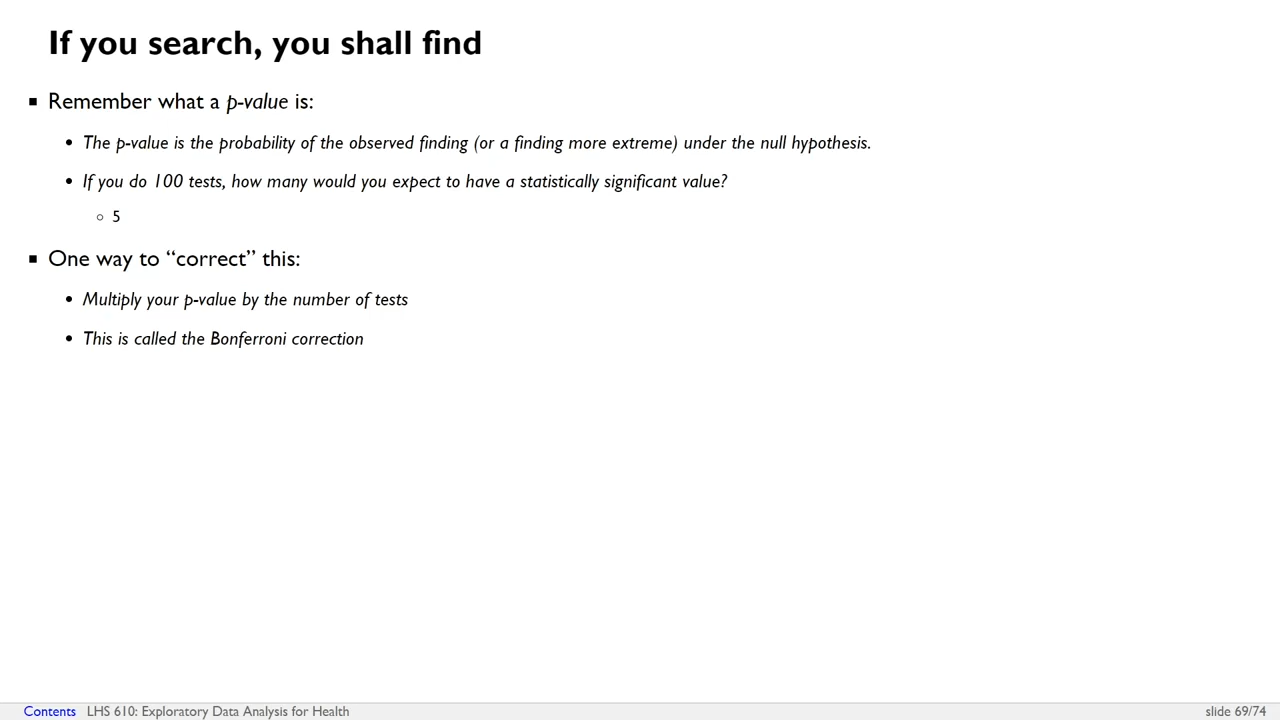 If you search, you shall find
Remember what a p-value is:
The p-value is the probability of the observed finding (or a finding more extreme) under the null hypothesis.
If you do 100 tests, how many would you expect to have a statistically significant value?
5
One way to “correct” this:
Multiply your p-value by the number of tests
This is called the Bonferroni correction
Contents LHS 610: Exploratory Data Analysis for Health slide 69/74